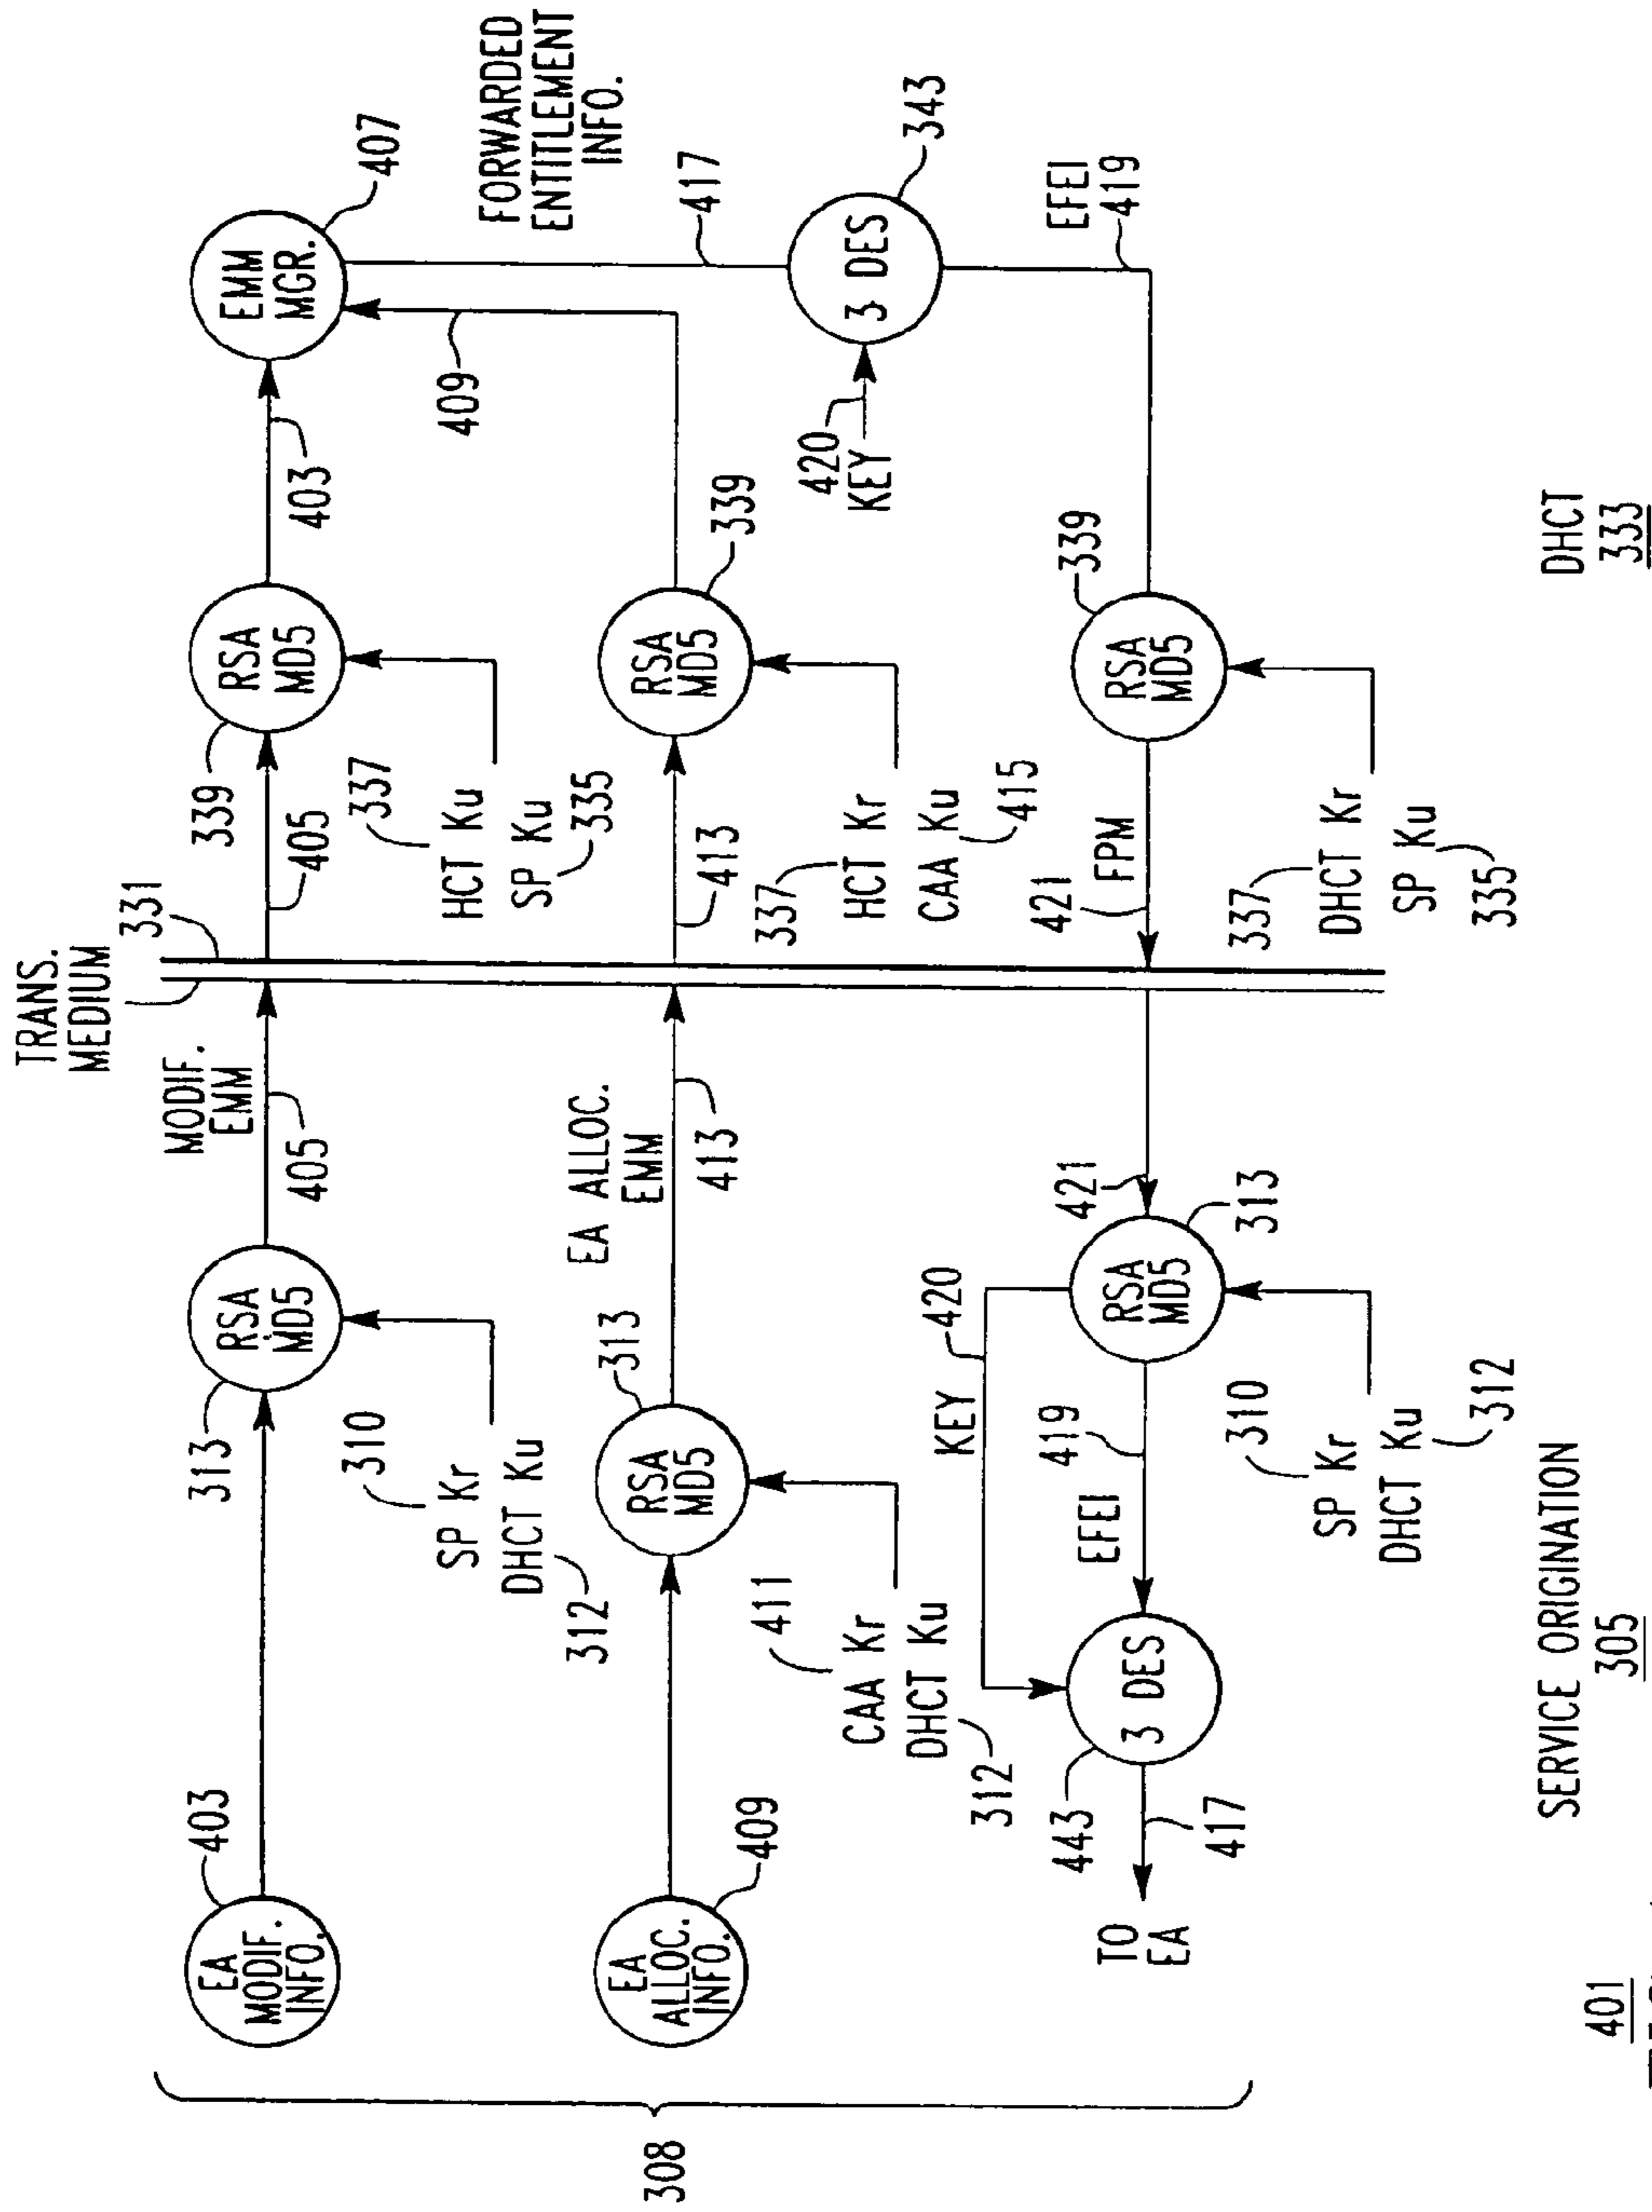 TRANS.
MEDIUM
331
EA
MODIF.
INFO.
403
RSA
MD5
313
310
SP Kr
DHCT Ku
312
MODIF.
EMM
405
405
RSA
MD5
339
337
HCT Ku
SP Ku
335
403
EMM
MGR.
407
FORWARDED
ENTITLEMENT
INFO.
EA
ALLOC.
INFO.
409
RSA
MD5
313
411
CAA Kr
DHCT Ku
312
EA ALLOC.
EMM
413
413
RSA
MD5
339
337
HCT Kr
CAA Ku
415
409
417
3 DES
343
420
KEY
EFEI
419
308
TO
EA
417
3 DES
443
KEY
420
EFEI
419
RSA
MD5
313
310
SP Kr
DHCT Ku
312
421
421
FPM
RSA
MD5
339
337
DHCT Kr
SP Ku
335
SERVICE ORIGINATION
305
DHCT
333
401